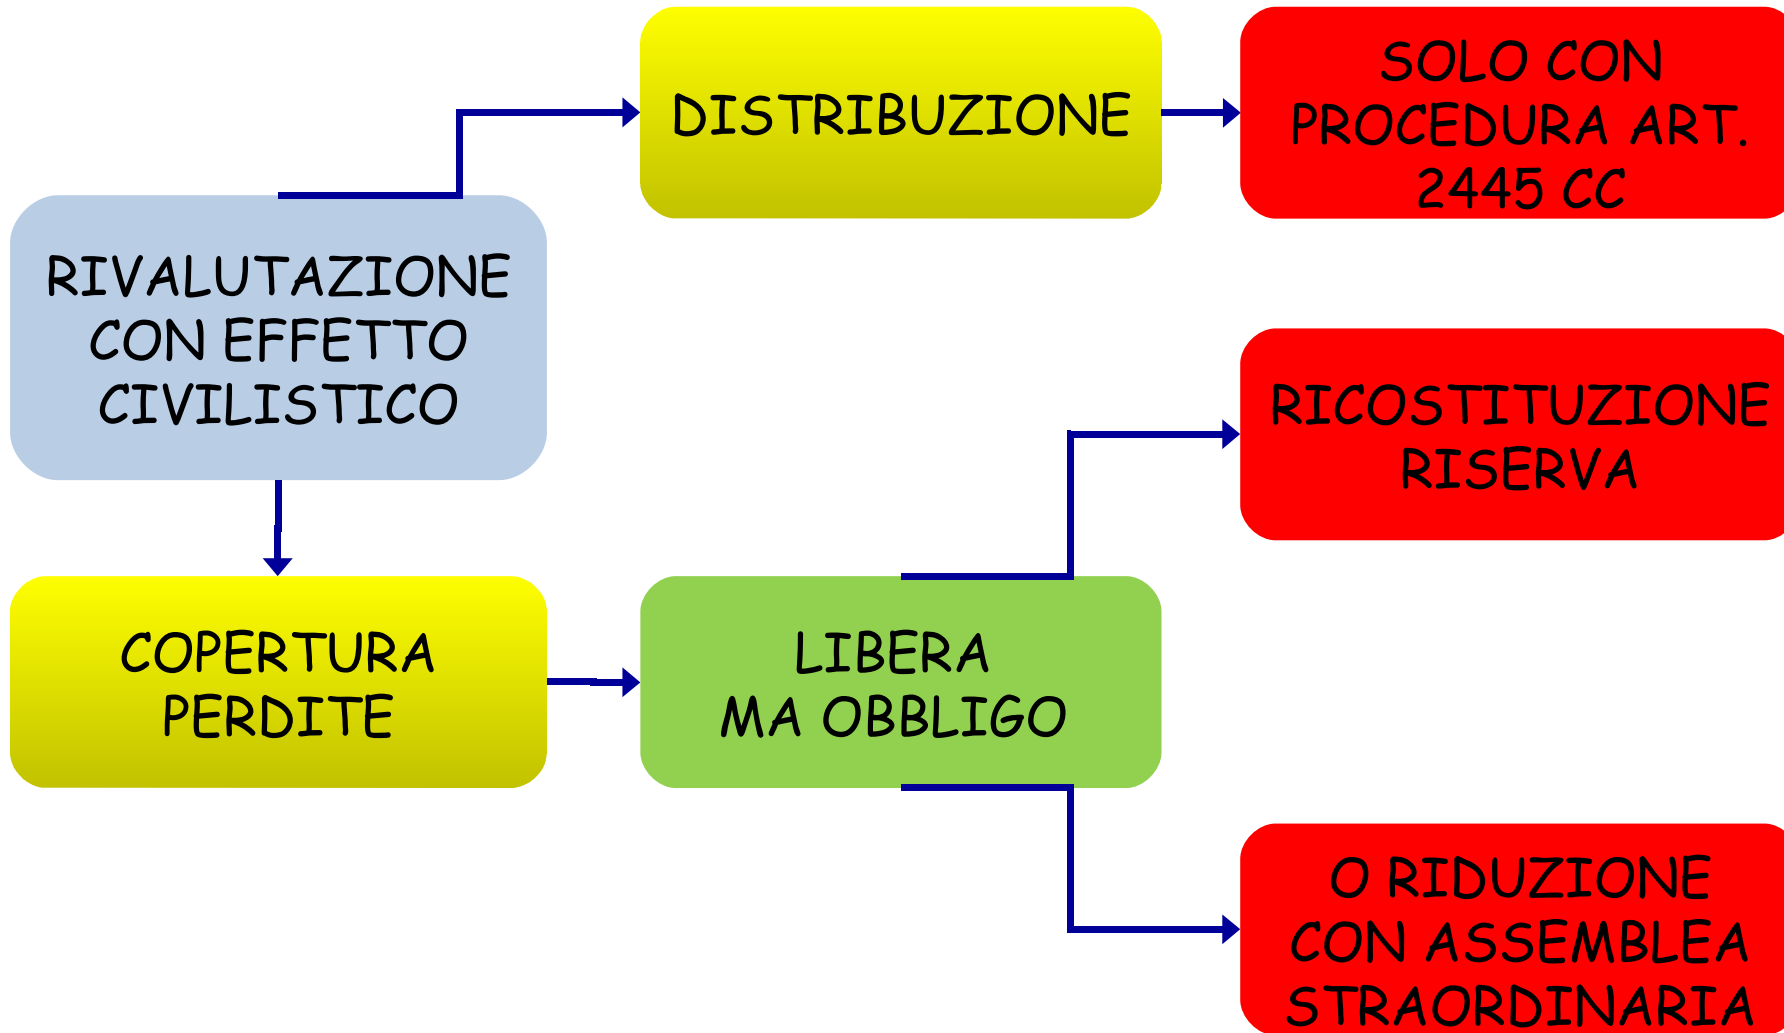 DISTRIBUZIONE
SOLO CON
PROCEDURA ART.
2445 CC
RIVALUTAZIONE
CON EFFETTO
CIVILISTICO
RICOSTITUZIONE
RISERVA
COPERTURA
PERDITE
LIBERA
MA OBBLIGO
O RIDUZIONE
CON ASSEMBLEA
STRAORDINARIA